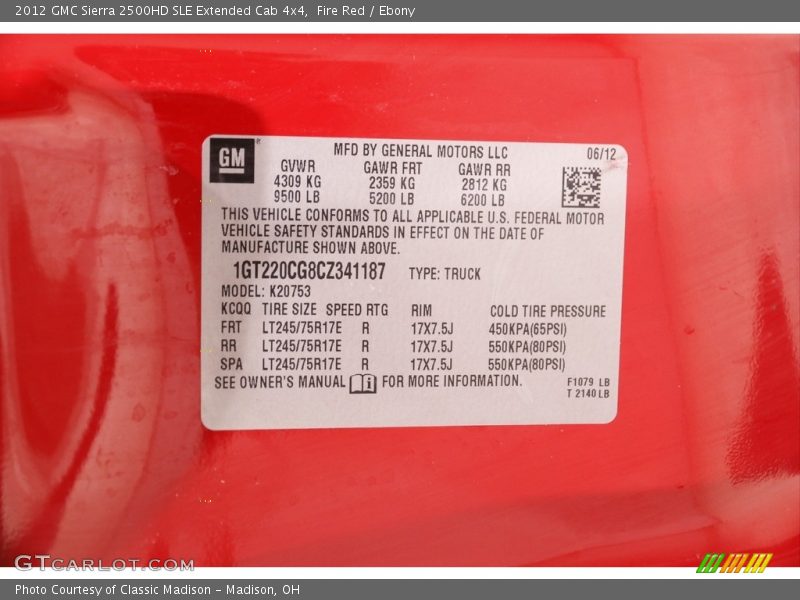 2012 GMC Sierra 2500HD SLE Extended Cab 4x4, Fire Red / Ebony
GM
MFD BY GENERAL MOTORS LLC 06/12
GVWR GAWR FRT GAWR RR
4309 KG 2359 KG 2812 KG
9500 LB 5200 LB 6200 LB
THIS VEHICLE CONFORMS TO ALL APPLICABLE U.S. FEDERAL MOTOR
VEHICLE SAFETY STANDARDS IN EFFECT ON THE DATE OF
MANUFACTURE SHOWN ABOVE.
1GT220CG8CZ341187 TYPE: TRUCK
MODEL: K20753
KCQQ TIRE SIZE SPEED RTG RIM COLD TIRE PRESSURE
FRT LT245/75R17E R 17X7.5J 450KPA(65PSI)
RR LT245/75R17E R 17X7.5J 550KPA(80PSI)
SPA LT245/75R17E R 17X7.5J 550KPA(80PSI)
SEE OWNER'S MANUAL FOR MORE INFORMATION.
F1079 LB
T 2140 LB
GTCARLOT.COM
Photo Courtesy of Classic Madison - Madison, OH